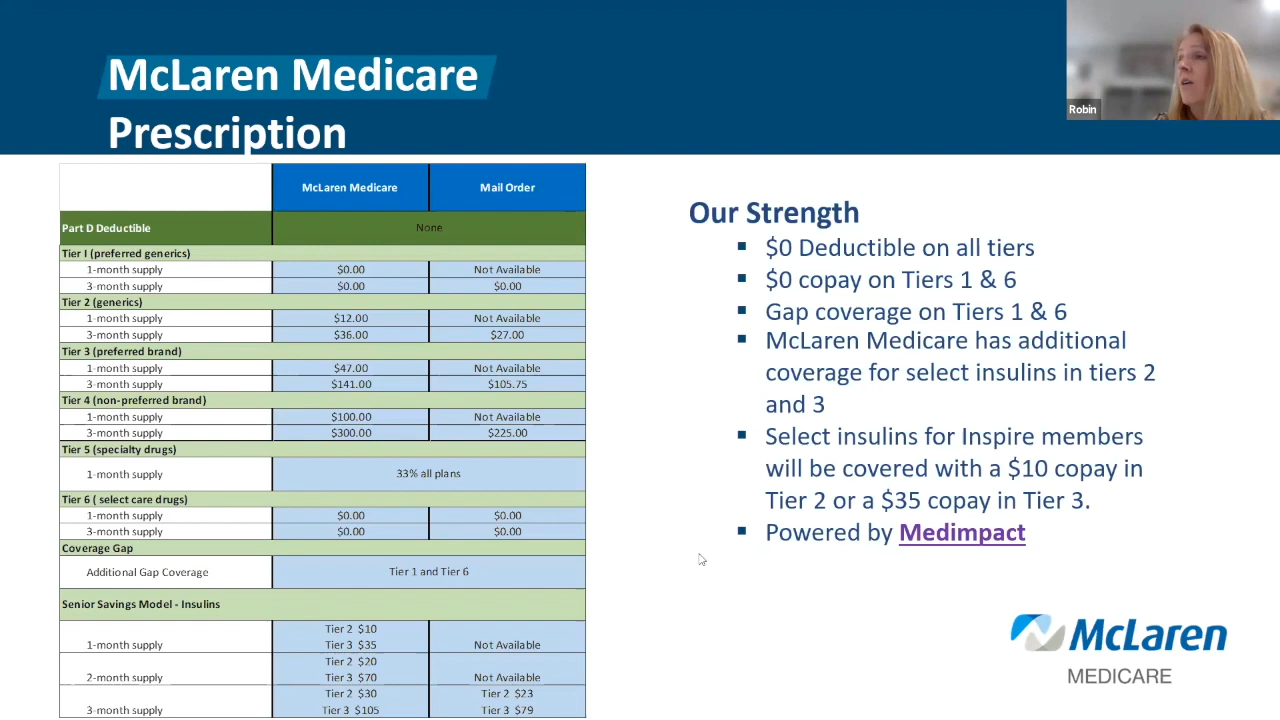 McLaren Medicare
Prescription
Robin
McLaren Medicare Mail Order
Part D Deductible None
Tier I (preferred generics)
1-month supply $0.00 Not Available
3-month supply $0.00 $0.00
Tier 2 (generics)
1-month supply $12.00 Not Available
3-month supply $36.00 $27.00
Tier 3 (preferred brand)
1-month supply $47.00 Not Available
3-month supply $141.00 $105.75
Tier 4 (non-preferred brand)
1-month supply $100.00 Not Available
3-month supply $300.00 $225.00
Tier 5 (specialty drugs)
1-month supply 33% all plans
Tier 6 ( select care drugs)
1-month supply $0.00 $0.00
3-month supply $0.00 $0.00
Coverage Gap
Additional Gap Coverage Tier 1 and Tier 6
Senior Savings Model - Insulins
Tier 2 $10
1-month supply Tier 3 $35 Not Available
Tier 2 $20
2-month supply Tier 3 $70 Not Available
Tier 2 $30 Tier 2 $23
3-month supply Tier 3 $105 Tier 3 $79
Our Strength
▪ $0 Deductible on all tiers
▪ $0 copay on Tiers 1 & 6
▪ Gap coverage on Tiers 1 & 6
▪ McLaren Medicare has additional
coverage for select insulins in tiers 2
and 3
▪ Select insulins for Inspire members
will be covered with a $10 copay in
Tier 2 or a $35 copay in Tier 3.
▪ Powered by Medimpact
McLaren
MEDICARE